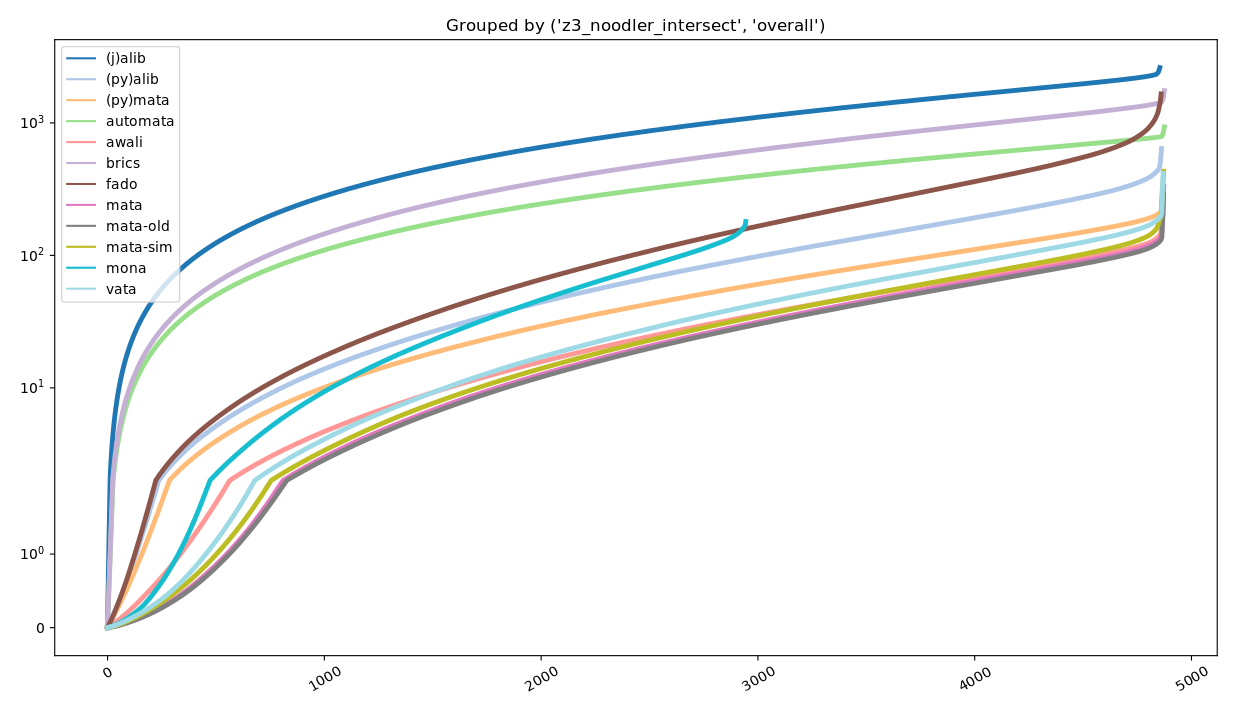 Grouped by ('z3_noodler_intersect', 'overall')
(j)alib
(py)alib
(py)mata
automata
awali
brics
fado
mata
mata-old
mata-sim
mona
vata
10³
10²
10¹
10⁰
0
0
1000
2000
3000
4000
5000